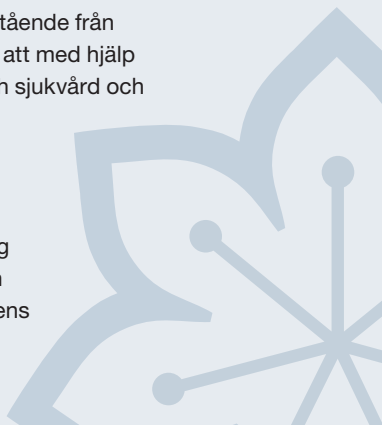 tående från
att med hjälp
n sjukvård och
g
ens